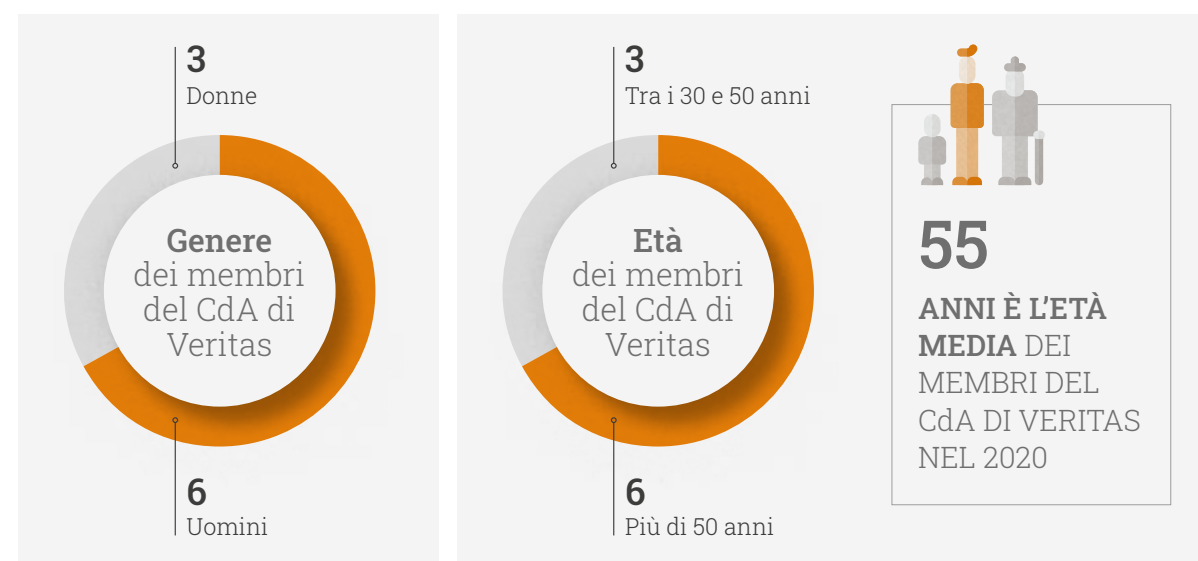 3
Donne
Genere
dei membri
del CdA di
Veritas
6
Uomini
3
Tra i 30 e 50 anni
Età
dei membri
del CdA di
Veritas
6
Più di 50 anni
55
ANNI È L’ETÀ
MEDIA DEI
MEMBRI DEL
CdA DI VERITAS
NEL 2020